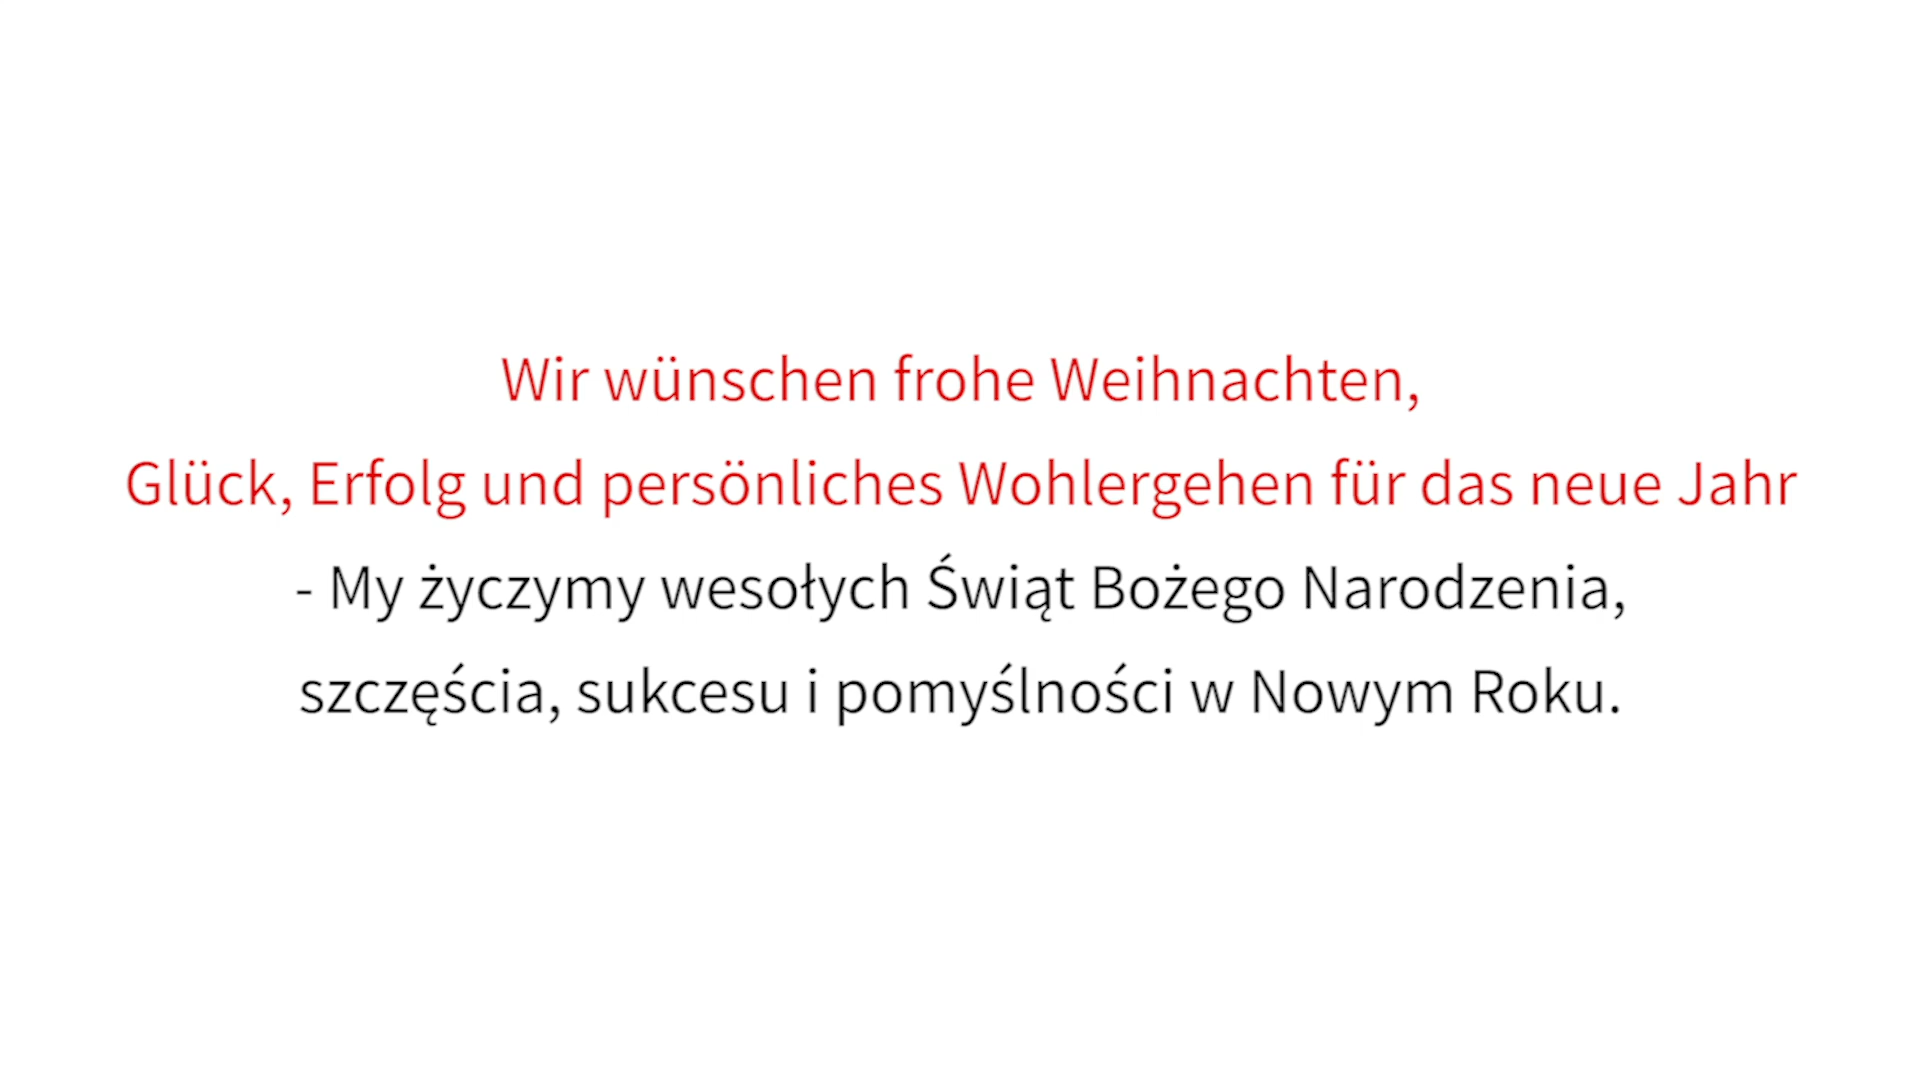 Wir wünschen frohe Weihnachten,
Glück, Erfolg und persönliches Wohlergehen für das neue Jahr
- My życzymy wesołych Świąt Bożego Narodzenia,
szczęścia, sukcesu i pomyślności w Nowym Roku.